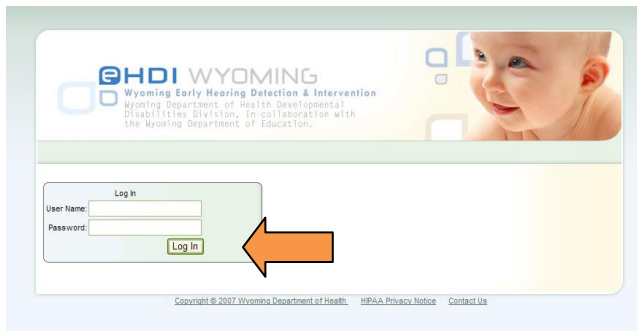 eHDI WYOMING
Wyoming Early Hearing Detection & Intervention
Wyoming Department of Health Developmental
Disabilities Division, In collaboration with
the Wyoming Department of Education.
Log In
User Name:
Password:
Log In
Copyright © 2007 Wyoming Department of Health HIPAA Privacy Notice Contact Us